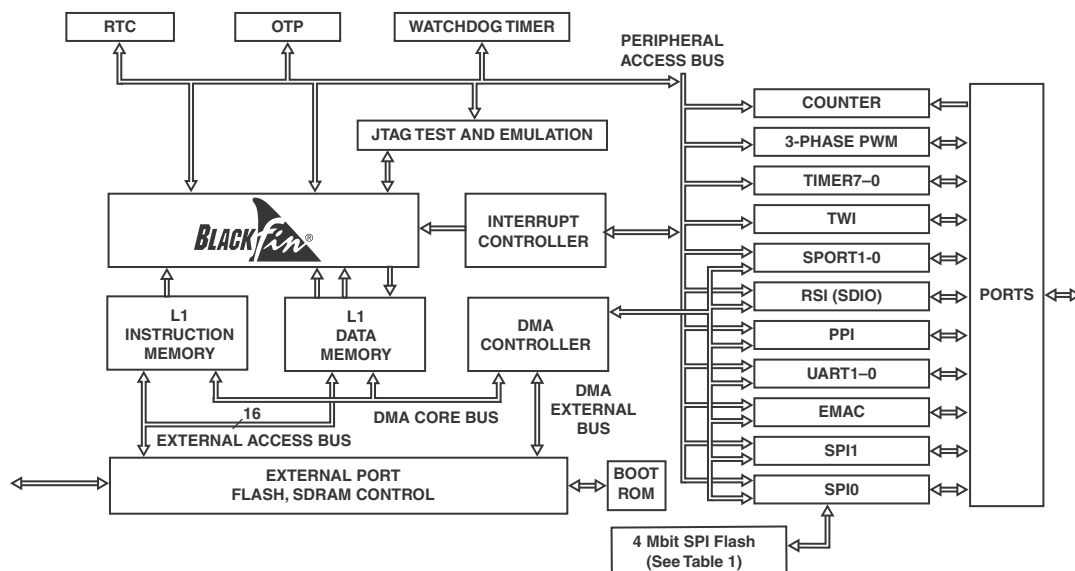 RTC
OTP
WATCHDOG TIMER
PERIPHERAL
ACCESS BUS
COUNTER
JTAG TEST AND EMULATION
3-PHASE PWM
TIMER7–0
BLACKfin®
INTERRUPT
CONTROLLER
TWI
SPORT1-0
L1
INSTRUCTION
MEMORY
L1
DATA
MEMORY
DMA
CONTROLLER
RSI (SDIO)
PORTS
PPI
UART1–0
DMA CORE BUS
DMA
EXTERNAL
BUS
16
EXTERNAL ACCESS BUS
EMAC
SPI1
EXTERNAL PORT
FLASH, SDRAM CONTROL
BOOT
ROM
SPI0
4 Mbit SPI Flash
(See Table 1)